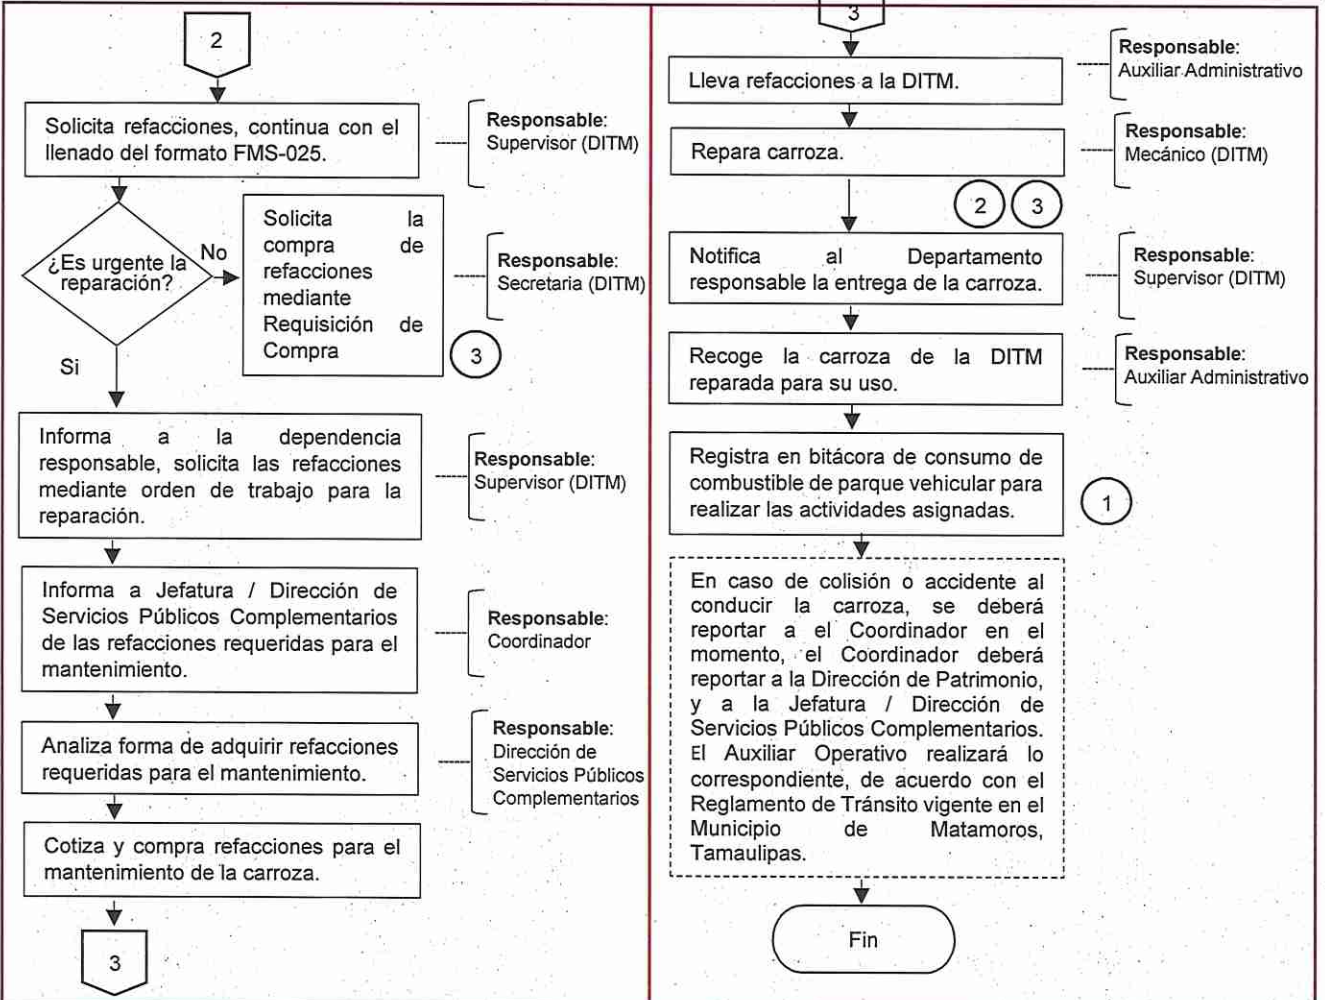 2
Solicita refacciones, continua con el
llenado del formato FMS-025.
Responsable:
Supervisor (DITM)
¿Es urgente la
reparación?
No
Solicita la
compra de
refacciones
mediante
Requisición de
Compra
Responsable:
Secretaria (DITM)
3
Si
Informa a la dependencia
responsable, solicita las refacciones
mediante orden de trabajo para la
reparación.
Responsable:
Supervisor (DITM)
Informa a Jefatura / Dirección de
Servicios Públicos Complementarios
de las refacciones requeridas para el
mantenimiento.
Responsable:
Coordinador
Analiza forma de adquirir refacciones
requeridas para el mantenimiento.
Responsable:
Dirección de
Servicios Públicos
Complementarios
Cotiza y compra refacciones para el
mantenimiento de la carroza.
3
3
Lleva refacciones a la DITM.
Responsable:
Auxiliar Administrativo
Repara carroza.
Responsable:
Mecánico (DITM)
2 3
Notifica al Departamento
responsable la entrega de la carroza.
Responsable:
Supervisor (DITM)
Recoge la carroza de la DITM
reparada para su uso.
Responsable:
Auxiliar Administrativo
Registra en bitácora de consumo de
combustible de parque vehicular para
realizar las actividades asignadas.
1
En caso de colisión o accidente al
conducir la carroza, se deberá
reportar a el Coordinador en el
momento, el Coordinador deberá
reportar a la Dirección de Patrimonio,
y a la Jefatura / Dirección de
Servicios Públicos Complementarios.
El Auxiliar Operativo realizará lo
correspondiente, de acuerdo con el
Reglamento de Tránsito vigente en el
Municipio de Matamoros,
Tamaulipas.
Fin